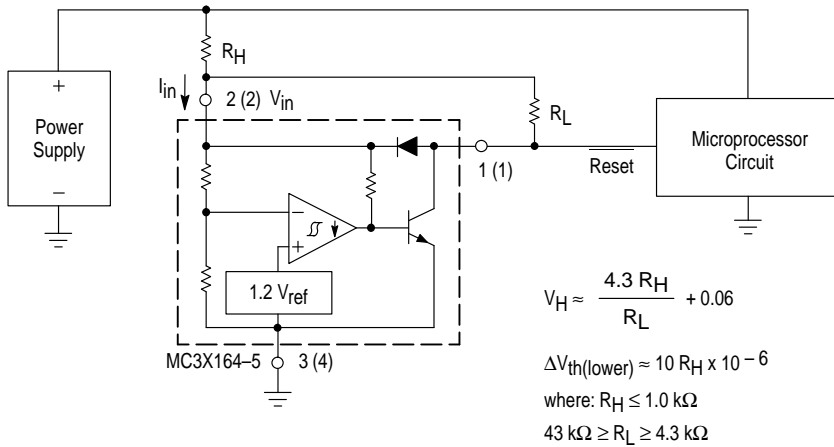 R_H
I_in
2 (2) V_in
+
Power
Supply
–
R_L
Microprocessor
Circuit
1 (1)
Reset
–
+
1.2 V_ref
MC3X164–5
3 (4)
V_H ≈ 4.3 R_H / R_L + 0.06
ΔV_th(lower) ≈ 10 R_H x 10^– 6
where: R_H ≤ 1.0 kΩ
43 kΩ ≥ R_L ≥ 4.3 kΩ